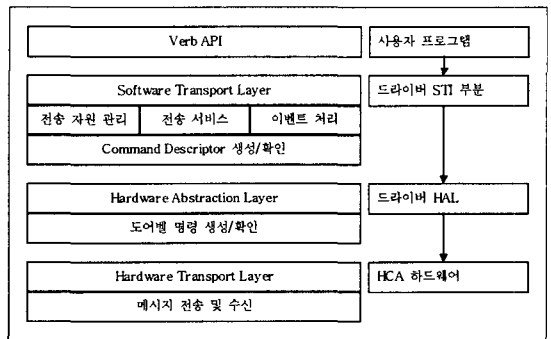 Verb API
사용자 프로그램
Software Transport Layer
드라이버 STI 부분
전송 자원 관리
전송 서비스
이벤트 처리
Command Descriptor 생성/확인
Hardware Abstraction Layer
드라이버 HAL
도어벨 명령 생성/확인
Hardware Transport Layer
HCA 하드웨어
메시지 전송 및 수신